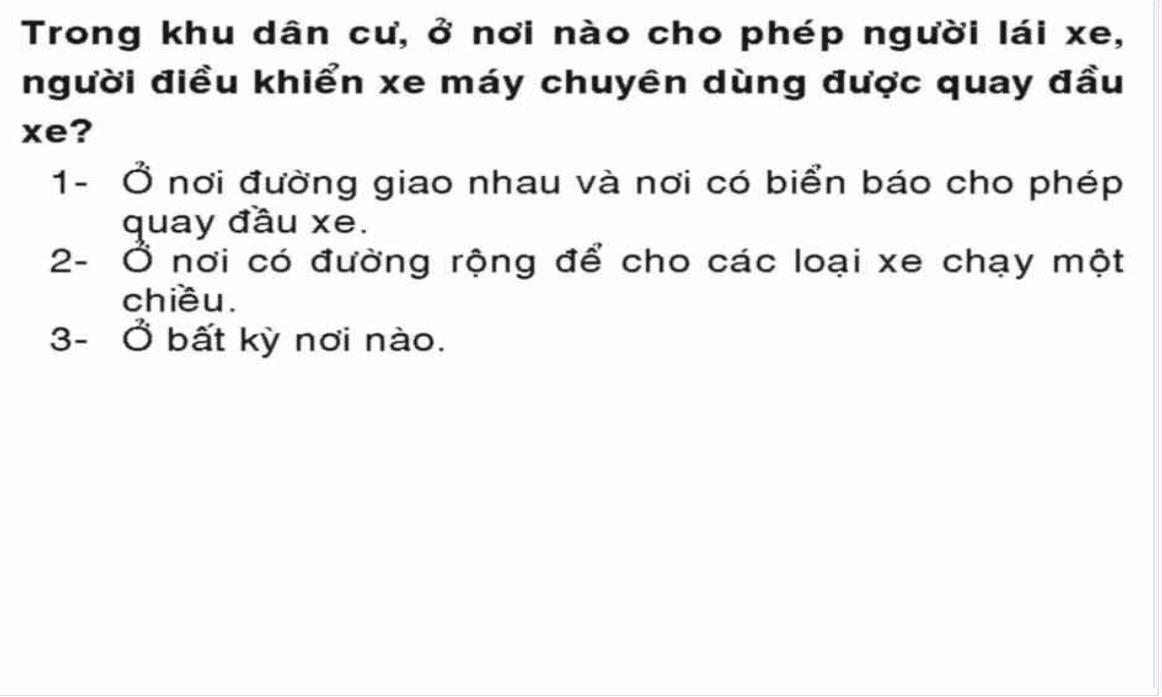 Trong khu dân cư, ở nơi nào cho phép người lái xe,
người điều khiển xe máy chuyên dùng được quay đầu
xe?
1- Ở nơi đường giao nhau và nơi có biển báo cho phép
quay đầu xe.
2- Ở nơi có đường rộng để cho các loại xe chạy một
chiều.
3- Ở bất kỳ nơi nào.